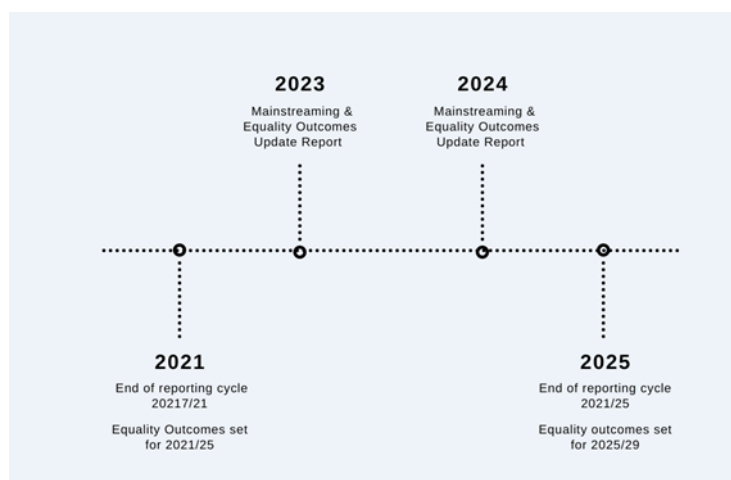 2023
Mainstreaming &
Equality Outcomes
Update Report
2024
Mainstreaming &
Equality Outcomes
Update Report
2021
End of reporting cycle
20217/21
Equality Outcomes set
for 2021/25
2025
End of reporting cycle
2021/25
Equality outcomes set
for 2025/29